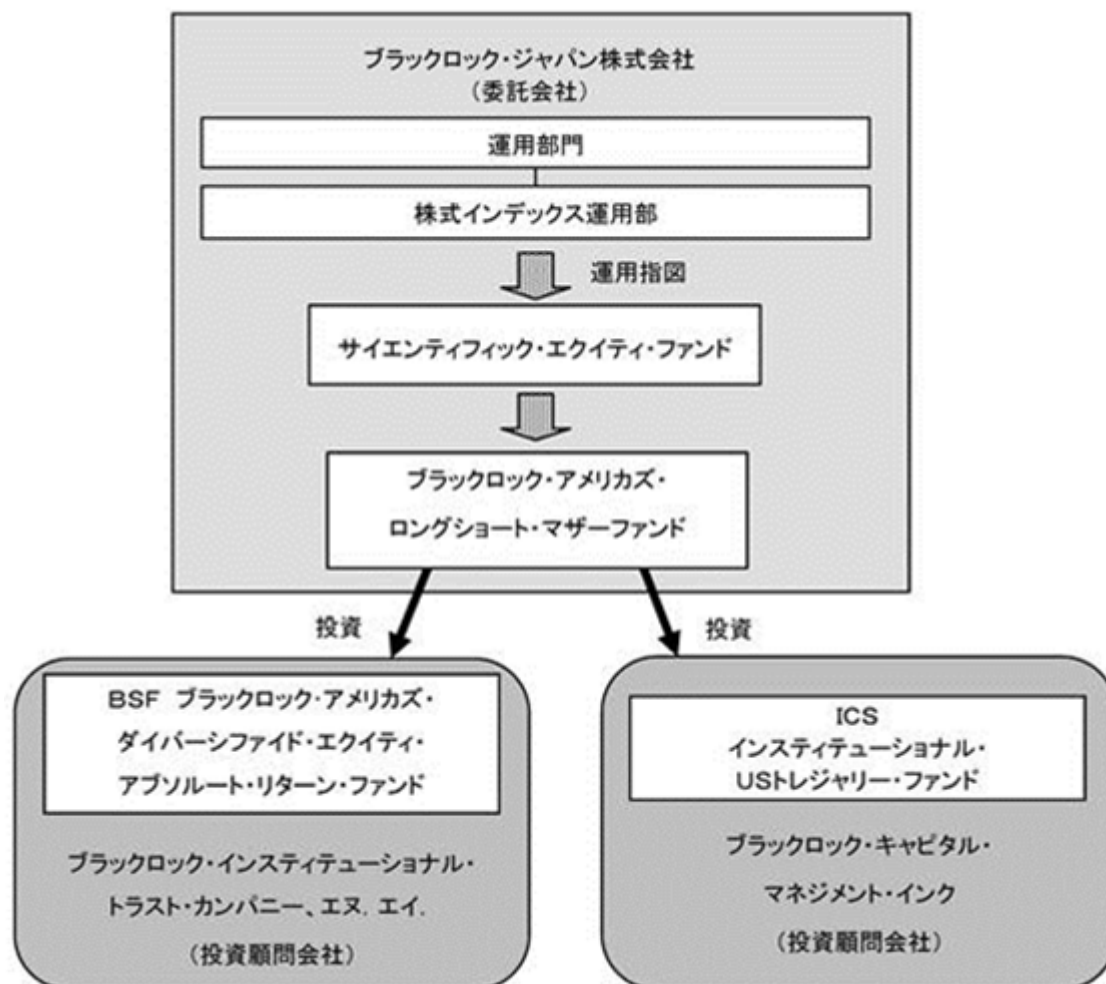 ブラックロック・ジャパン株式会社
（委託会社）
運用部門
株式インデックス運用部
運用指図
サイエンティフィック・エクイティ・ファンド
ブラックロック・アメリカズ・
ロングショート・マザーファンド
投資
投資
BSF ブラックロック・アメリカズ・
ダイバーシファイド・エクイティ・
アブソルート・リターン・ファンド
ブラックロック・インスティテューショナル・
トラスト・カンパニー、エヌ．エイ．
（投資顧問会社）
ICS
インスティテューショナル・
USトレジャリー・ファンド
ブラックロック・キャピタル・
マネジメント・インク
（投資顧問会社）